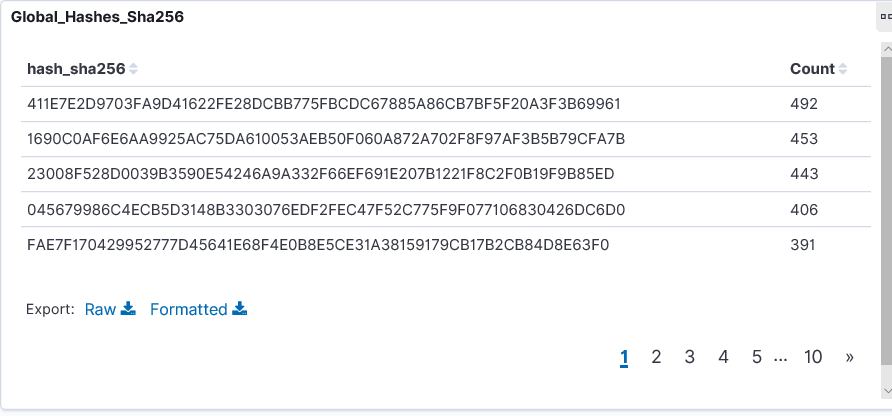 Global_Hashes_Sha256
hash_sha256 Count
411E7E2D9703FA9D41622FE28DCBB775FBCDC67885A86CB7BF5F20A3F3B69961 492
1690C0AF6E6AA9925AC75DA610053AEB50F060A872A702F8F97AF3B5B79CFA7B 453
23008F528D0039B3590E54246A9A332F66EF691E207B1221F8C2F0B19F9B85ED 443
045679986C4ECB5D3148B3303076EDF2FEC47F52C775F9F077106830426DC6D0 406
FAE7F170429952777D45641E68F4E0B8E5CE31A38159179CB17B2CB84D8E63F0 391
Export: Raw Formatted
1 2 3 4 5 ... 10 »